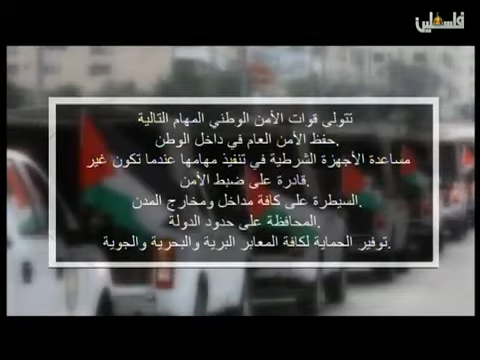 فلسطين
تتولى قوات الأمن الوطني المهام التالية
حفظ الأمن العام في داخل الوطن.
مساعدة الأجهزة الشرطية في تنفيذ مهامها عندما تكون غير
قادرة على ضبط الأمن.
السيطرة على كافة مداخل ومخارج المدن.
المحافظة على حدود الدولة.
توفير الحماية لكافة المعابر البرية والبحرية والجوية.